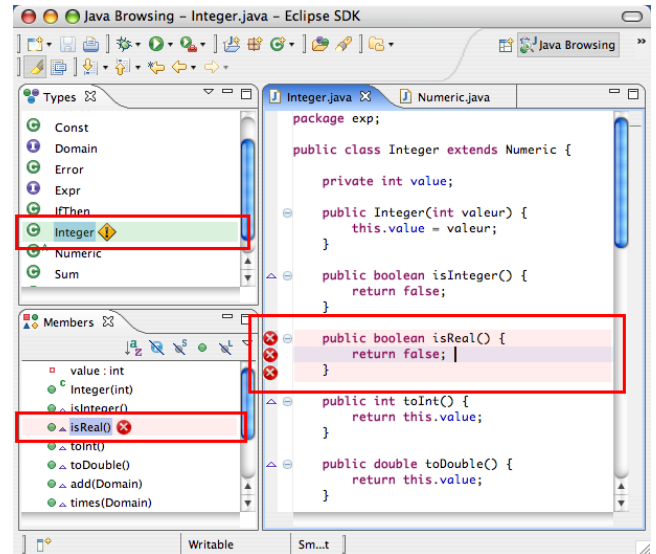 Java Browsing - Integer.java - Eclipse SDK
Java Browsing
»
Types
Const
Domain
Error
Expr
IfThen
Integer
A
Numeric
Sum
Members
value : int
C
Integer(int)
isInteger()
isReal()
toInt()
toDouble()
add(Domain)
times(Domain)
Integer.java
Numeric.java
package exp;
public class Integer extends Numeric {
private int value;
public Integer(int valeur) {
this.value = valeur;
}
public boolean isInteger() {
return false;
}
public boolean isReal() {
return false;
}
public int toInt() {
return this.value;
}
public double toDouble() {
return this.value;
}
Writable
Sm...t